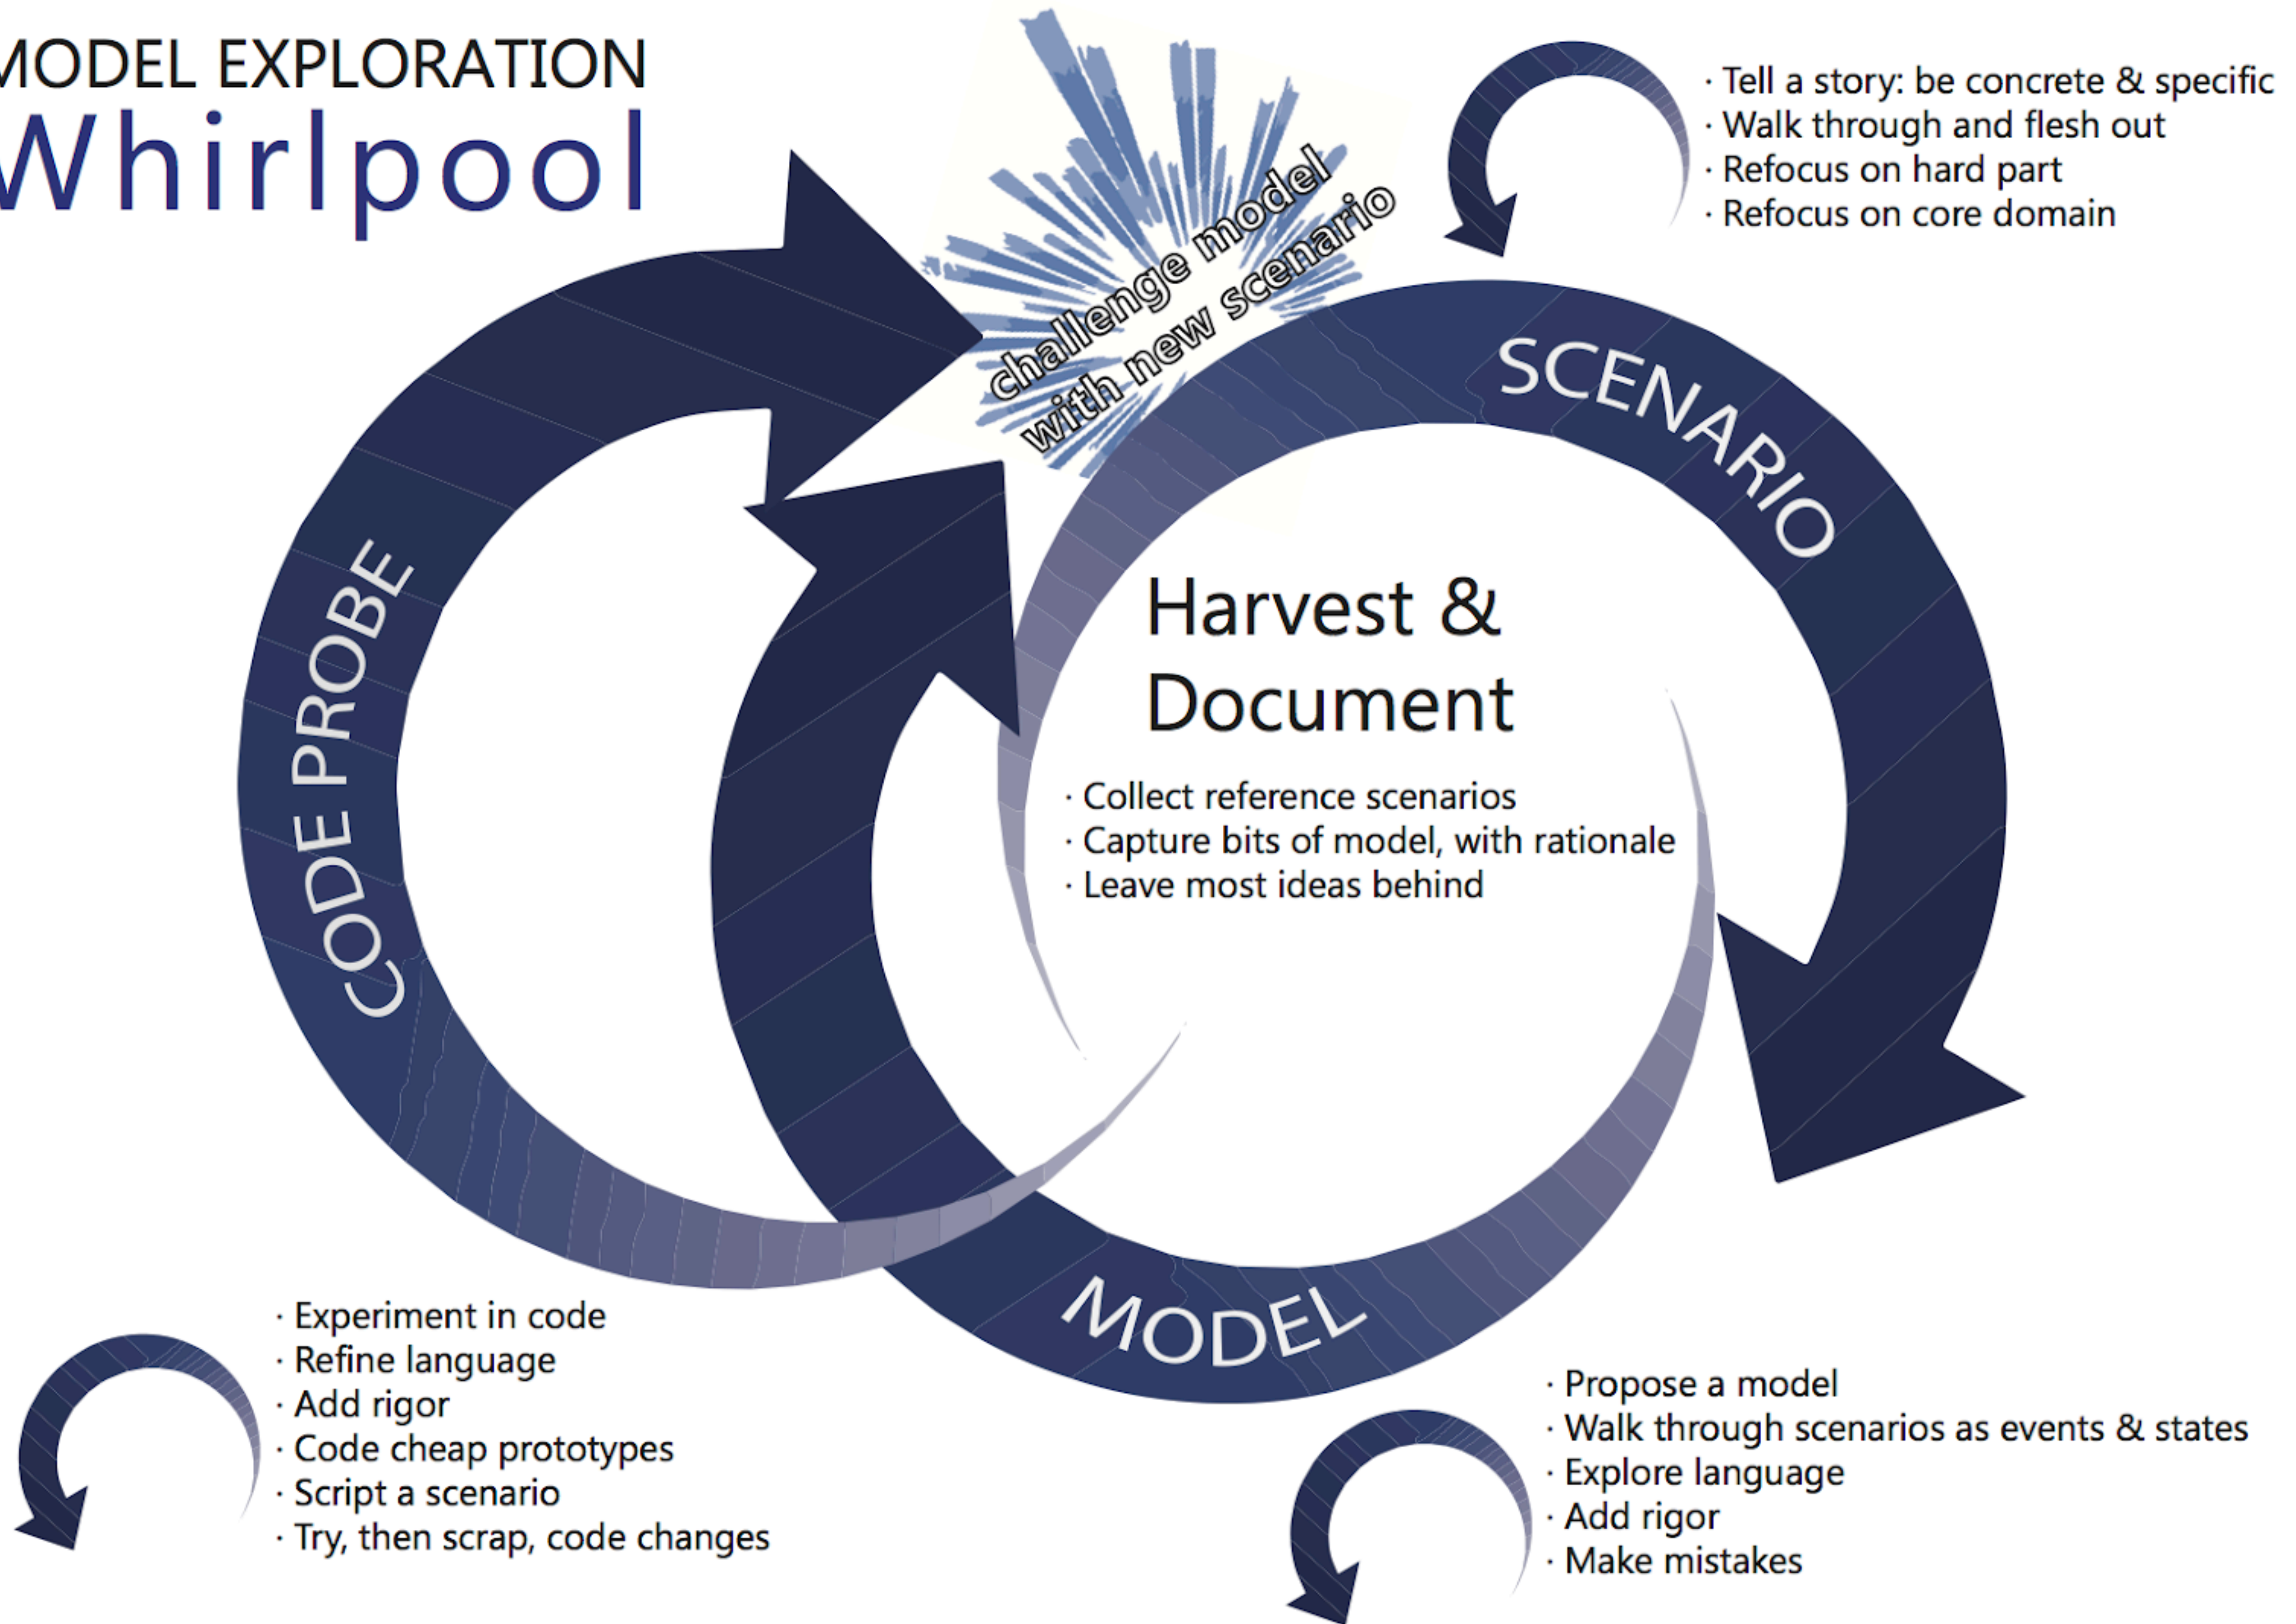 MODEL EXPLORATION
Whirlpool
challenge model
with new scenario
· Tell a story: be concrete & specific
· Walk through and flesh out
· Refocus on hard part
· Refocus on core domain
SCENARIO
Harvest &
Document
· Collect reference scenarios
· Capture bits of model, with rationale
· Leave most ideas behind
CODE PROBE
MODEL
· Experiment in code
· Refine language
· Add rigor
· Code cheap prototypes
· Script a scenario
· Try, then scrap, code changes
· Propose a model
· Walk through scenarios as events & states
· Explore language
· Add rigor
· Make mistakes